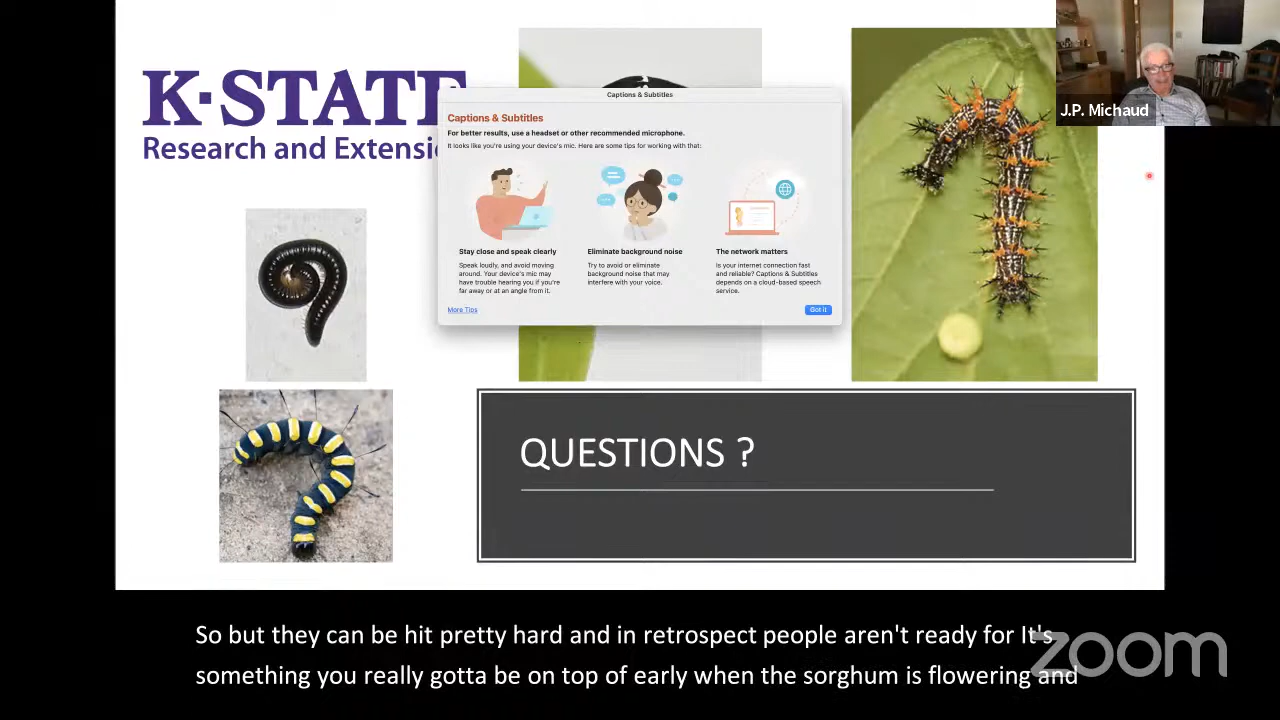 K·STATE
Research and Extensi
Captions & Subtitles
Captions & Subtitles
For better results, use a headset or other recommended microphone.
It looks like you're using your device's mic. Here are some tips for working with that:
Stay close and speak clearly
Speak loudly, and avoid moving
around. Your device's mic may
have trouble hearing you if you're
far away or at an angle from it.
Eliminate background noise
Try to avoid or eliminate
background noise that may
interfere with your voice.
The network matters
Is your internet connection fast
and reliable? Captions & Subtitles
depends on a cloud-based speech
service.
More Tips
Got it
J.P. Michaud
QUESTIONS ?
So but they can be hit pretty hard and in retrospect people aren't ready for It's
something you really gotta be on top of early when the sorghum is flowering and
zoom